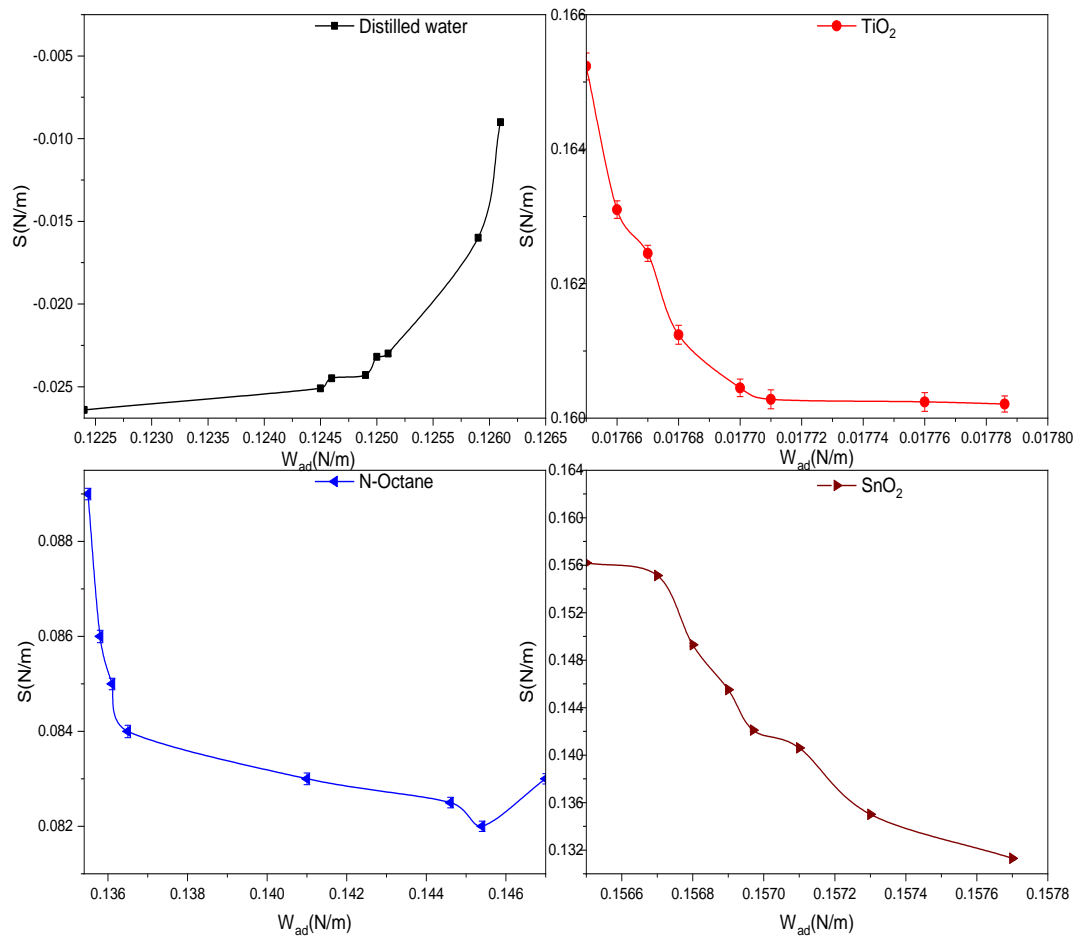 Distilled water
-0.005
-0.010
-0.015
-0.020
-0.025
S(N/m)
0.1225 0.1230 0.1235 0.1240 0.1245 0.1250 0.1255 0.1260 0.1265
W_ad(N/m)
TiO₂
0.166
0.164
0.162
0.160
S(N/m)
0.01766 0.01768 0.01770 0.01772 0.01774 0.01776 0.01778 0.01780
W_ad(N/m)
N-Octane
0.088
0.086
0.084
0.082
S(N/m)
0.136 0.138 0.140 0.142 0.144 0.146
W_ad(N/m)
SnO₂
0.164
0.160
0.156
0.152
0.148
0.144
0.140
0.136
0.132
S(N/m)
0.1566 0.1568 0.1570 0.1572 0.1574 0.1576 0.1578
W_ad(N/m)